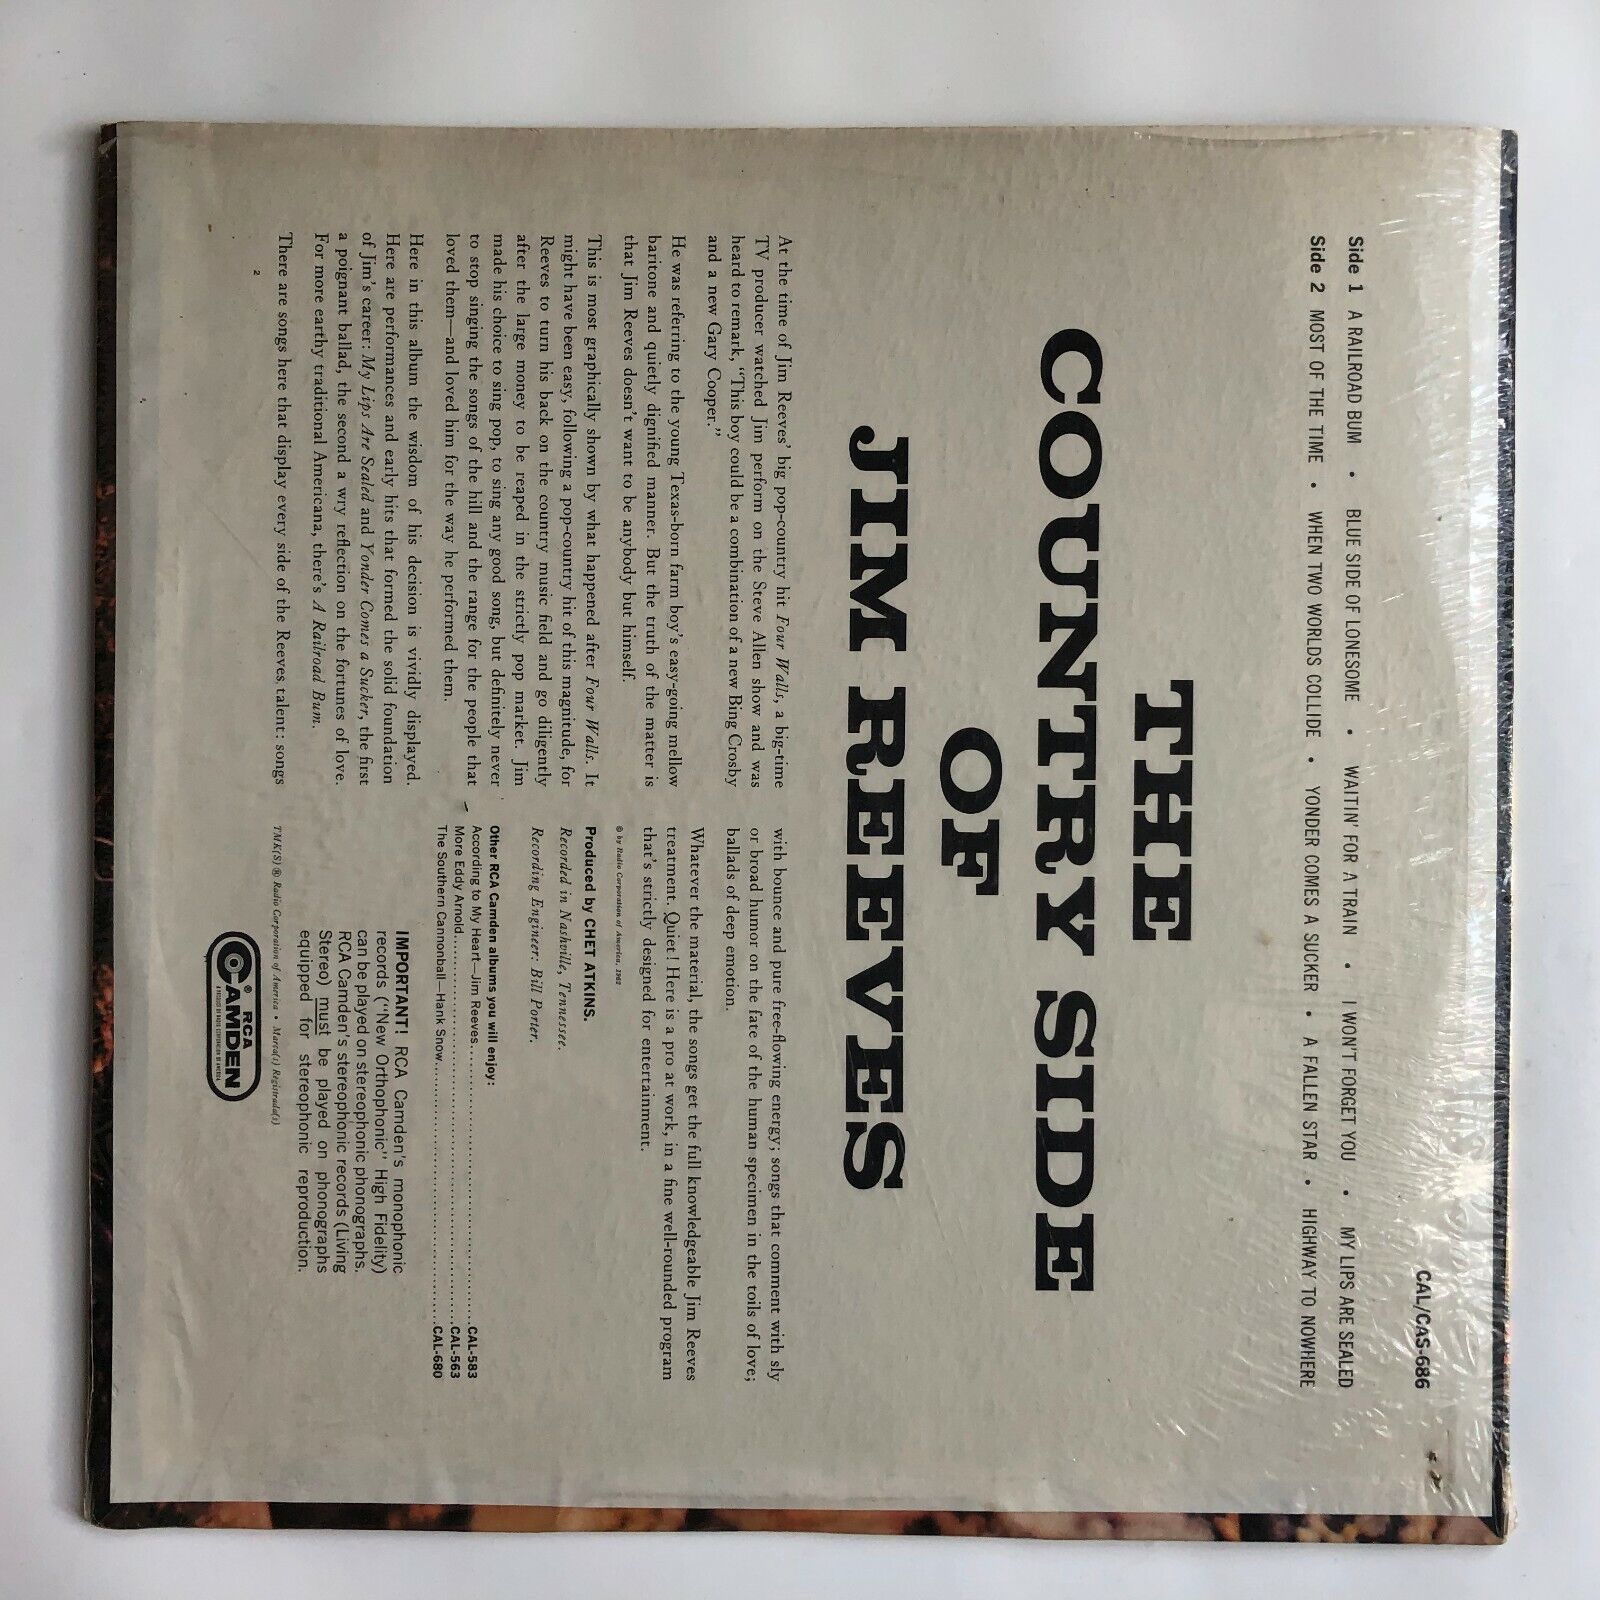 CAL/CAS-686
Side 1 A RAILROAD BUM • BLUE SIDE OF LONESOME • WAITIN' FOR A TRAIN • I WON'T FORGET YOU • MY LIPS ARE SEALED
Side 2 MOST OF THE TIME • WHEN TWO WORLDS COLLIDE • YONDER COMES A SUCKER • A FALLEN STAR • HIGHWAY TO NOWHERE
THE
COUNTRY SIDE
OF
JIM REEVES
At the time of Jim Reeves' big pop-country hit Four Walls, a big-time
TV producer watched Jim perform on the Steve Allen show and was
heard to remark, "This boy could be a combination of a new Bing Crosby
and a new Gary Cooper."
He was referring to the young Texas-born farm boy's easy-going mellow
baritone and quietly dignified manner. But the truth of the matter is
that Jim Reeves doesn't want to be anybody but himself.
This is most graphically shown by what happened after Four Walls. It
might have been easy, following a pop-country hit of this magnitude, for
Reeves to turn his back on the country music field and go diligently
after the large money to be reaped in the strictly pop market. Jim
made his choice to sing pop, to sing any good song, but definitely never
to stop singing the songs of the hill and the range for the people that
loved them—and loved him for the way he performed them.
Here in this album the wisdom of his decision is vividly displayed.
Here are performances and early hits that formed the solid foundation
of Jim's career: My Lips Are Sealed and Yonder Comes a Sucker, the first
a poignant ballad, the second a wry reflection on the fortunes of love.
For more earthy traditional Americana, there's A Railroad Bum.
There are songs here that display every side of the Reeves talent: songs
2
with bounce and pure free-flowing energy; songs that comment with sly
or broad humor on the fate of the human specimen in the toils of love;
ballads of deep emotion.
Whatever the material, the songs get the full knowledgeable Jim Reeves
treatment. Quiet! Here is a pro at work, in a fine well-rounded program
that's strictly designed for entertainment.
© by Radio Corporation of America, 1962
Produced by CHET ATKINS.
Recorded in Nashville, Tennessee.
Recording Engineer: Bill Porter.
Other RCA Camden albums you will enjoy:
According to My Heart—Jim Reeves CAL-583
More Eddy Arnold CAL-563
The Southern Cannonball—Hank Snow CAL-680
IMPORTANT! RCA Camden's monophonic
records ("New Orthophonic" High Fidelity)
can be played on stereophonic phonographs.
RCA Camden's stereophonic records (Living
Stereo) must be played on phonographs
equipped for stereophonic reproduction.
TMK(S) ® Radio Corporation of America • Marca(s) Registrada(s)
RCA
CAMDEN ®
A PRODUCT OF RADIO CORPORATION OF AMERICA